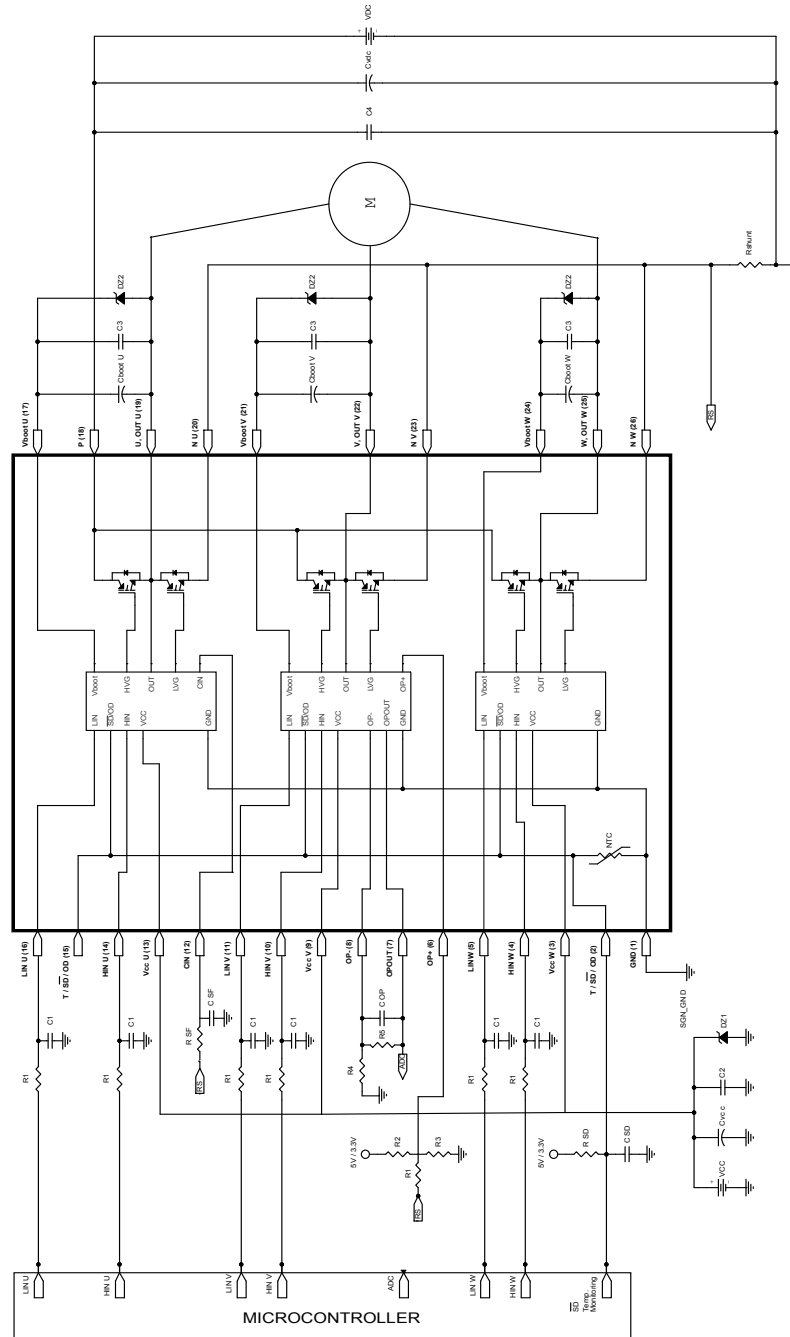 VDC
+
-
Cvdc
C4
M
Rshunt
DZ2
C3
Cboot U
DZ2
C3
Cboot V
DZ2
C3
Cboot W
RS
Vboot U (17)
P (18)
U, OUT U (19)
N U (20)
Vboot V (21)
V, OUT V (22)
N V (23)
Vboot W (24)
W, OUT W (25)
N W (26)
Vboot
HVG
OUT
LVG
CIN
LIN
SD/OD
HIN
VCC
GND
Vboot
HVG
OUT
LVG
OP+
LIN
SD/OD
HIN
VCC
OP-
OPOUT
GND
Vboot
HVG
OUT
LVG
LIN
SD/OD
HIN
VCC
GND
NTC
LIN U (16)
T / SD / OD (15)
HIN U (14)
Vcc U (13)
CIN (12)
LIN V (11)
HIN V (10)
Vcc V (9)
OP- (8)
OPOUT (7)
OP+ (6)
LIN W (5)
HIN W (4)
Vcc W (3)
T / SD / OD (2)
GND (1)
SGN_GND
C1
R1
C1
R1
C SF
R SF
RS
C1
R1
C1
R1
C OP
R5
R4
ADC
5V / 3.3V
R2
R3
R1
RS
C1
R1
C1
R1
5V / 3.3V
R SD
C SD
DZ1
C2
Cvcc
VCC
+
-
LIN U
HIN U
LIN V
HIN V
ADC
LIN W
HIN W
SD
Temp.
Monitoring
MICROCONTROLLER